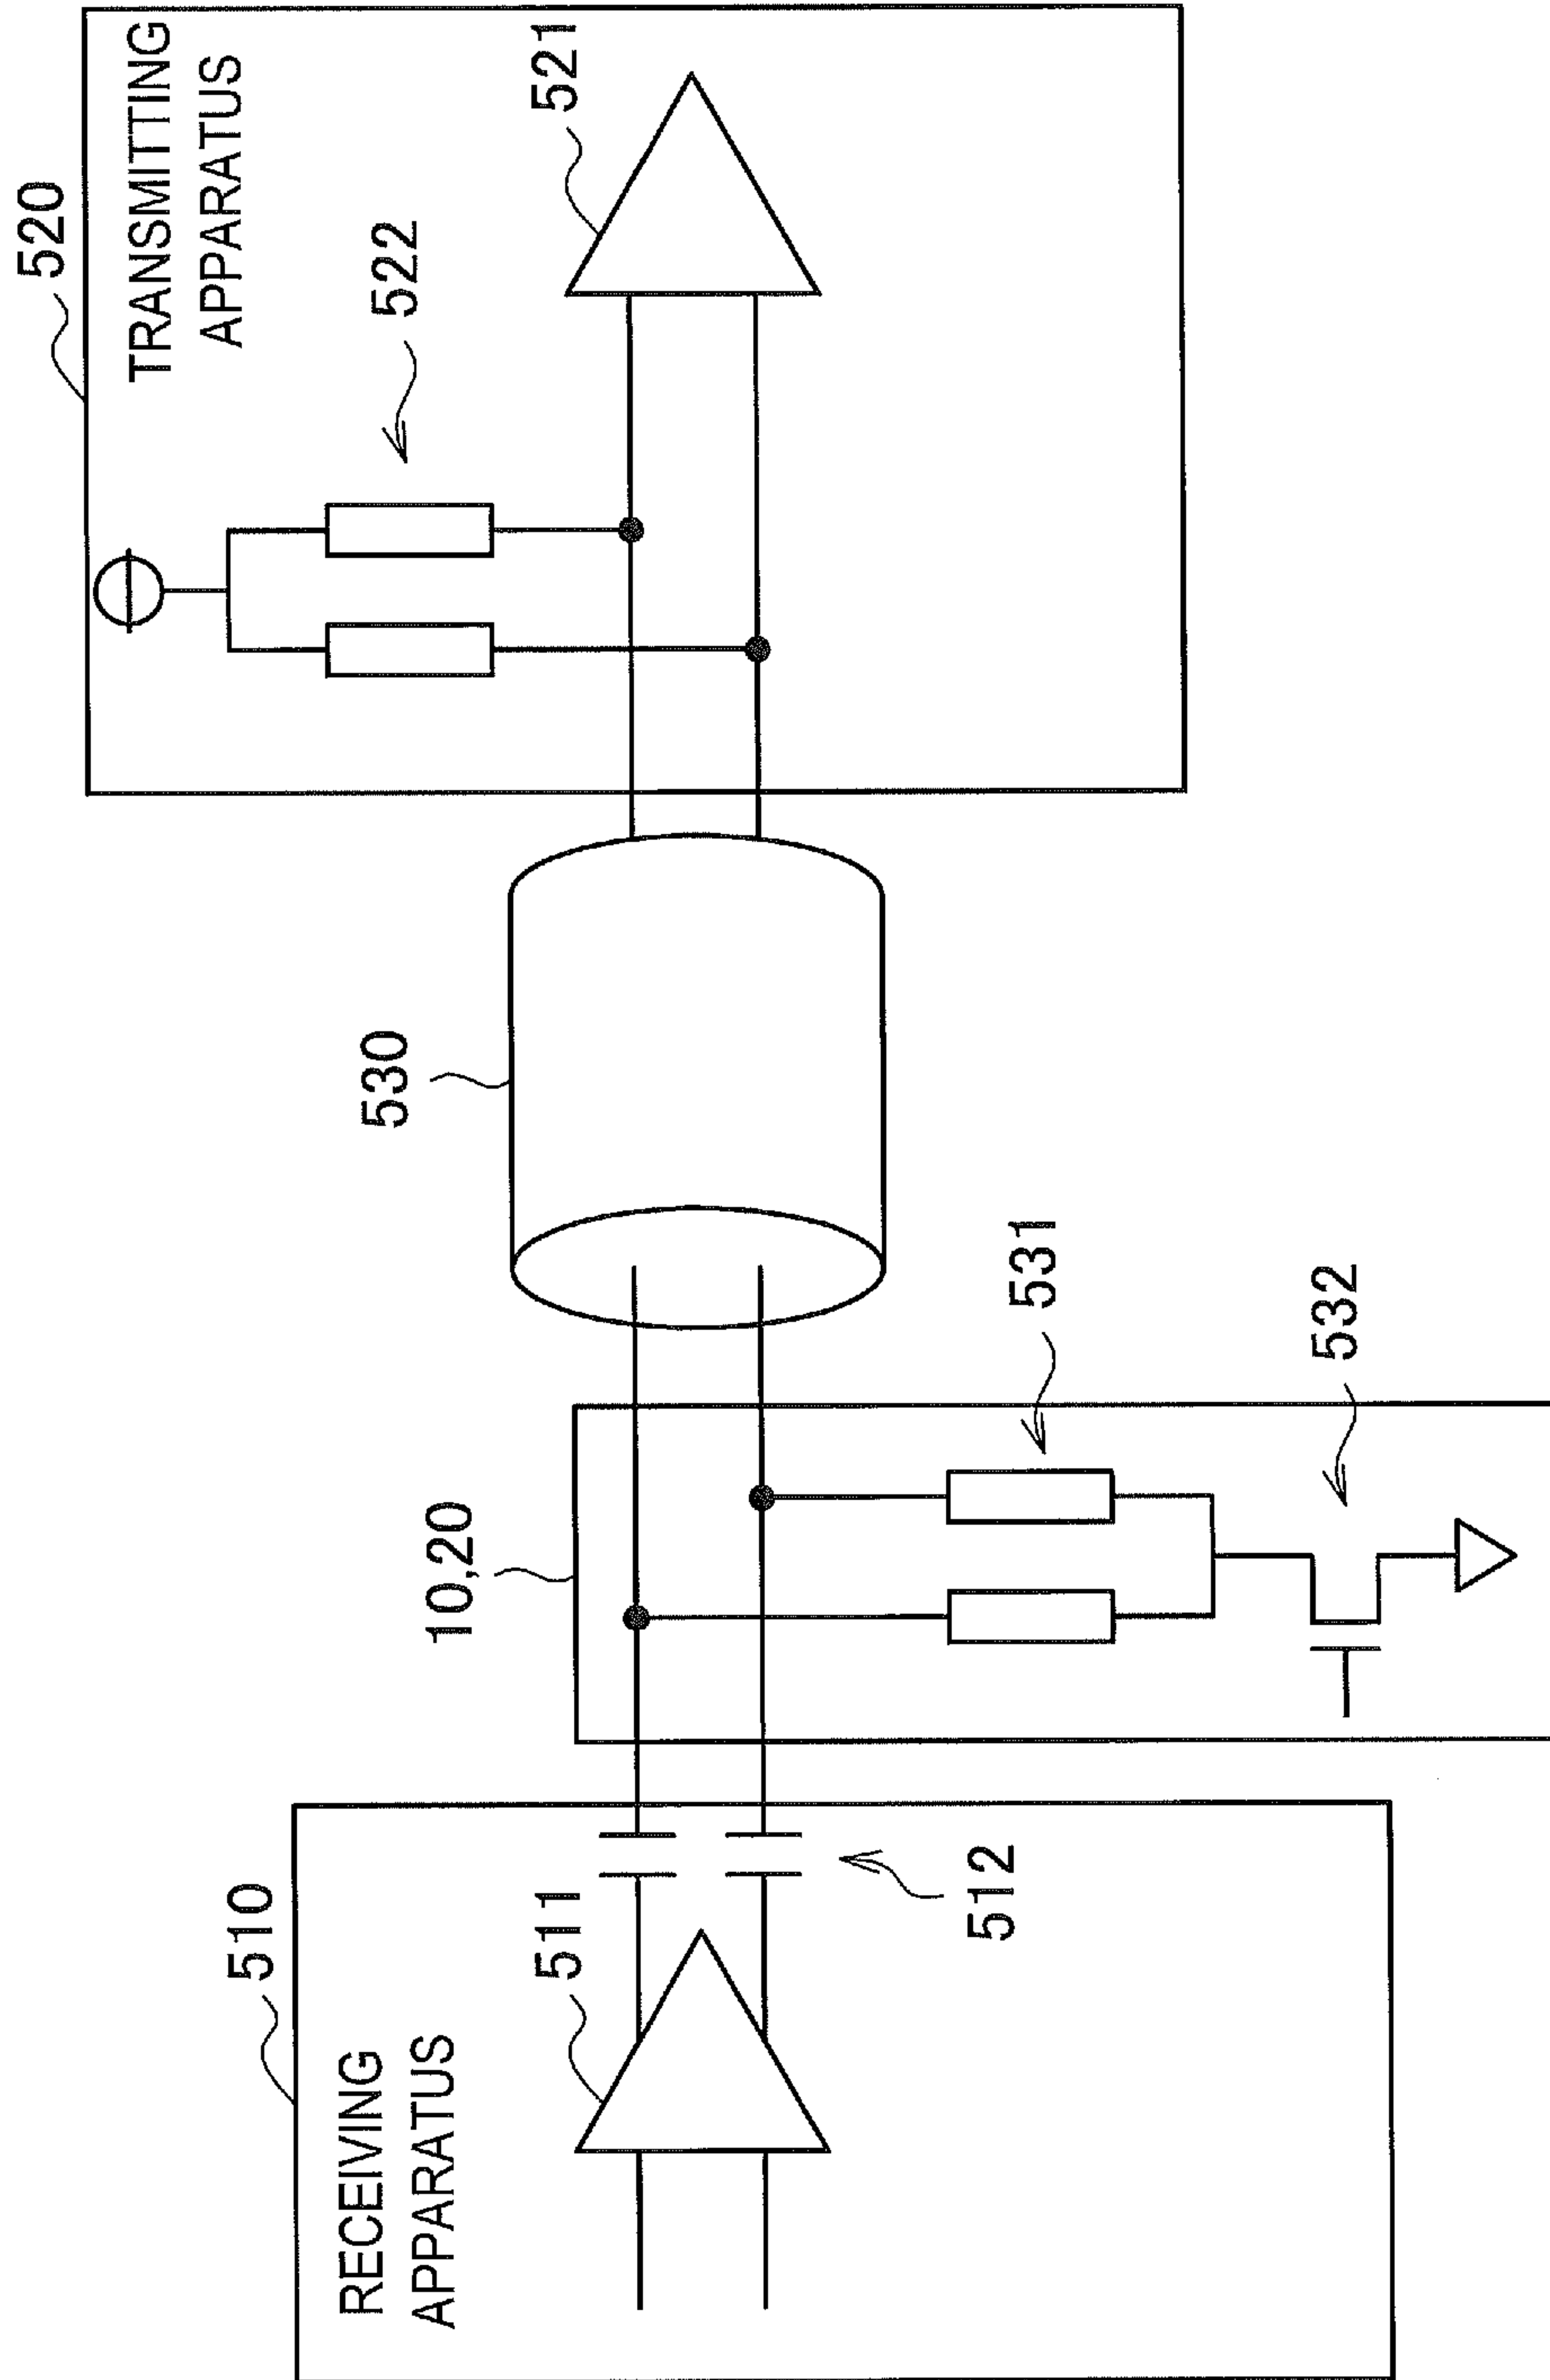 520
TRANSMITTING
APPARATUS
522
521
530
10,20
531
532
510
RECEIVING
APPARATUS
511
512